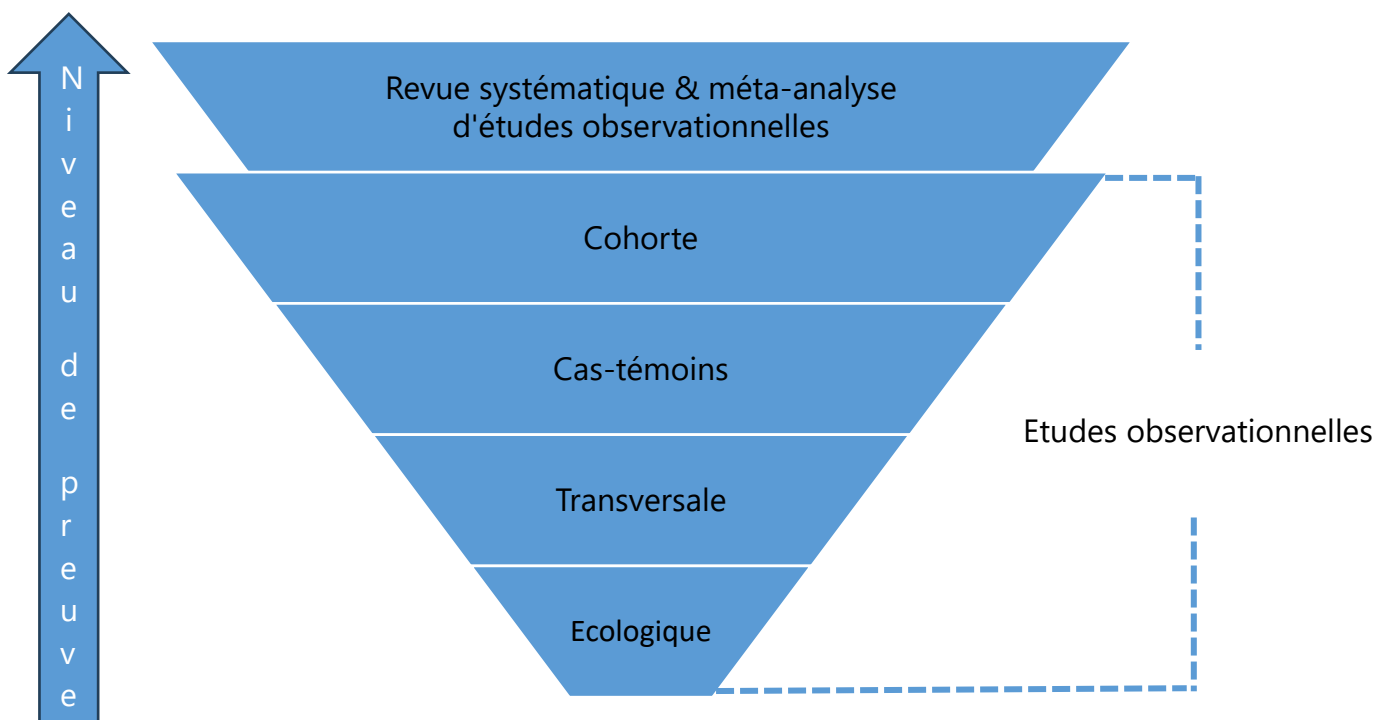 Niveau de preuve
Revue systématique & méta-analyse
d'études observationnelles
Cohorte
Cas-témoins
Transversale
Ecologique
Etudes observationnelles